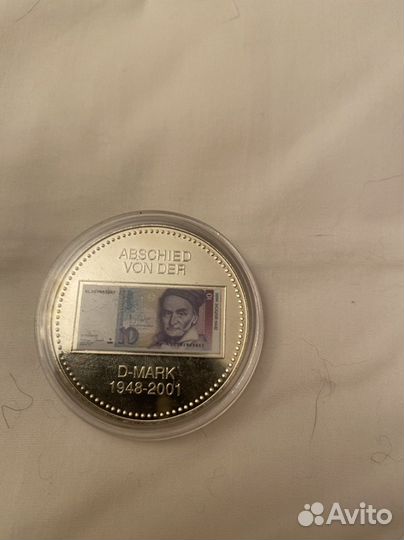 ABSCHIED
VON DER
10
D-MARK
1948-2001
Avito